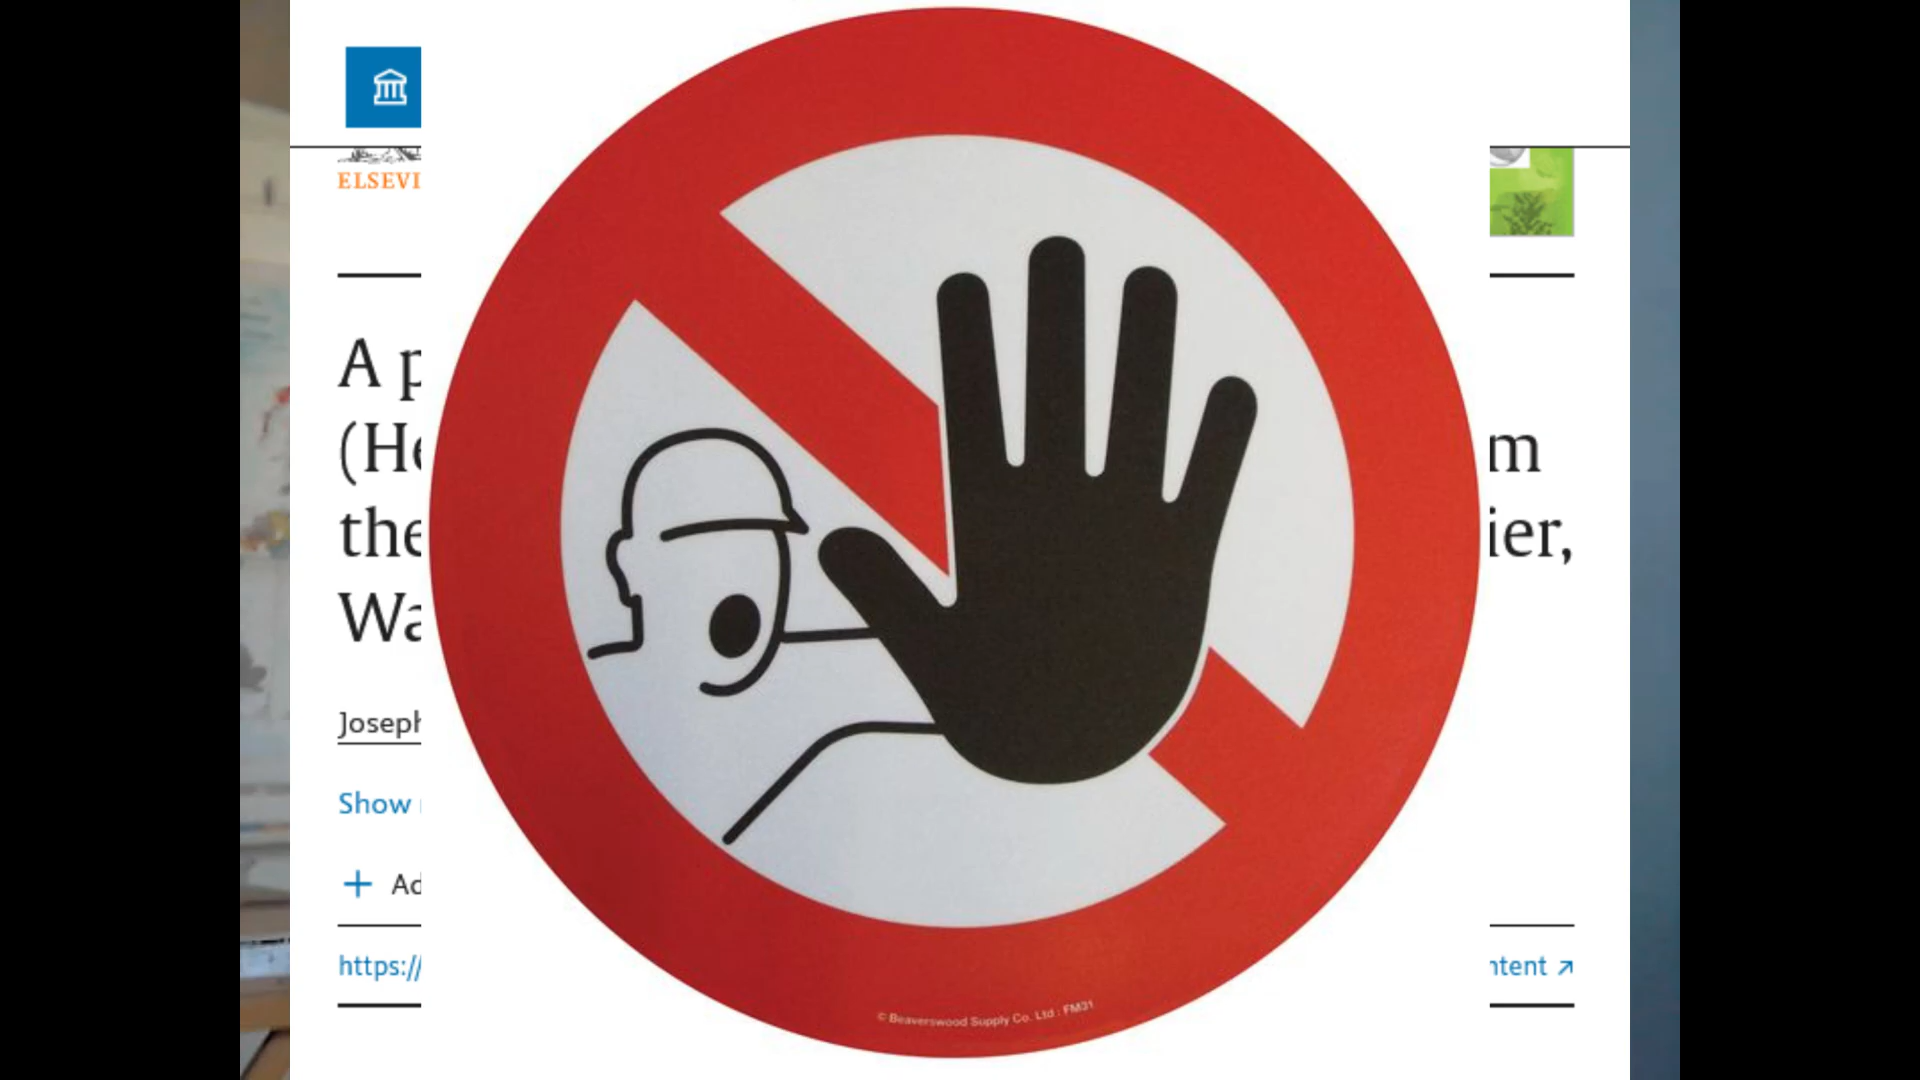 ELSEVI
A p
(He
m
the
ier,
Wa
Joseph
Show
Ad
https://
ntent ↗
© Beaverswood Supply Co. Ltd : FM31